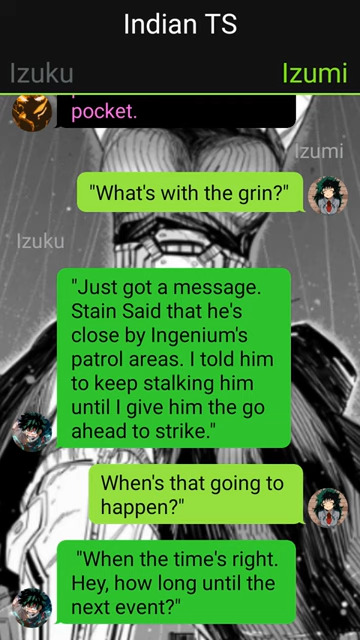 Indian TS
Izuku
Izumi
pocket.
Izumi
"What's with the grin?"
Izuku
"Just got a message.
Stain Said that he's
close by Ingenium's
patrol areas. I told him
to keep stalking him
until I give him the go
ahead to strike."
When's that going to
happen?"
"When the time's right.
Hey, how long until the
next event?"